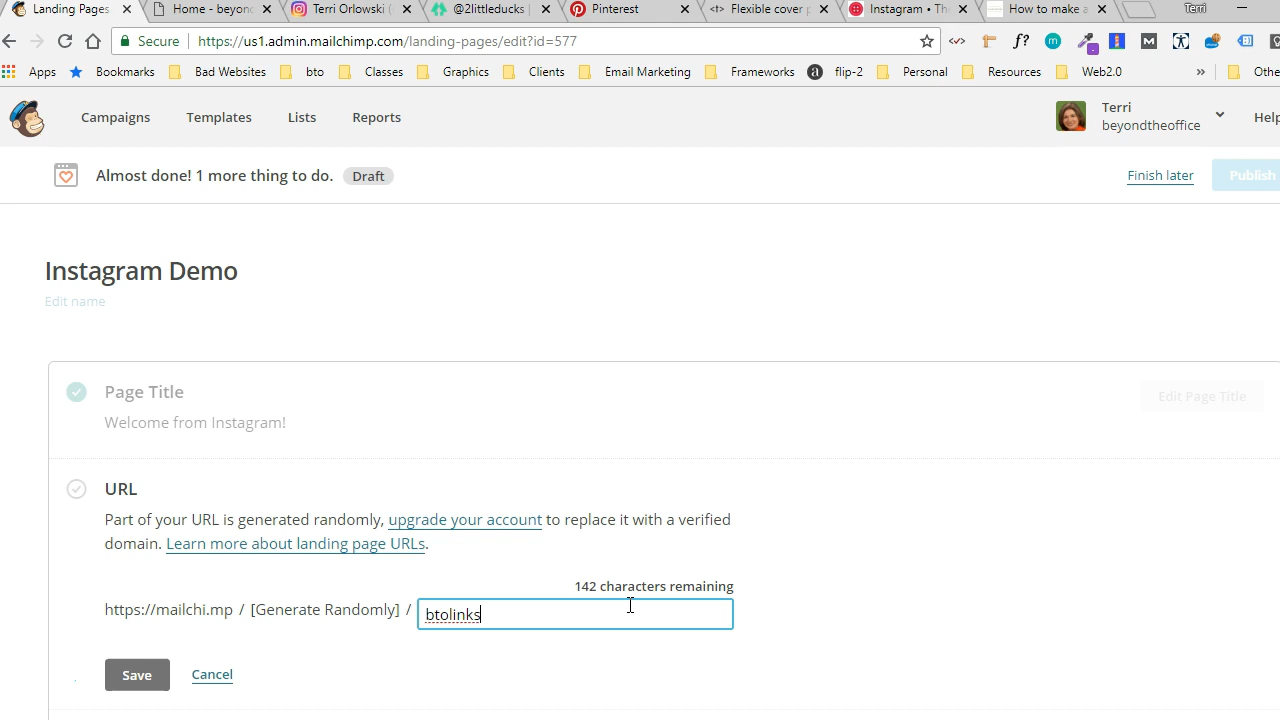 Landing Pages
Home - beyon
Terri Orlowski (
@2littleducks
Pinterest
Flexible cover p
Instagram • Th
How to make a
Terri
Secure
https://us1.admin.mailchimp.com/landing-pages/edit?id=577
Apps
Bookmarks
Bad Websites
bto
Classes
Graphics
Clients
Email Marketing
Frameworks
flip-2
Personal
Resources
Web2.0
»
Othe
Campaigns
Templates
Lists
Reports
Terri
beyondtheoffice
Help
Almost done! 1 more thing to do.
Draft
Finish later
Publish
Instagram Demo
Edit name
Page Title
Edit Page Title
Welcome from Instagram!
URL
Part of your URL is generated randomly, upgrade your account to replace it with a verified
domain. Learn more about landing page URLs.
142 characters remaining
https://mailchi.mp / [Generate Randomly] / btolinks
Save
Cancel